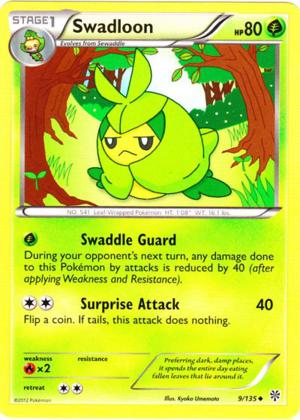 STAGE1
Swadloon
HP80
Evolves from Sewaddle
NO. 541 Leaf-Wrapped Pokémon HT. 1'08" WT. 16.1 lbs.
Swaddle Guard
During your opponent's next turn, any damage done
to this Pokémon by attacks is reduced by 40 (after
applying Weakness and Resistance).
Surprise Attack 40
Flip a coin. If tails, this attack does nothing.
weakness resistance
×2
retreat
Preferring dark, damp places,
it spends the entire day eating
fallen leaves that lie around it.
©2012 Pokémon
Illus. Kyoko Umemoto
9/135